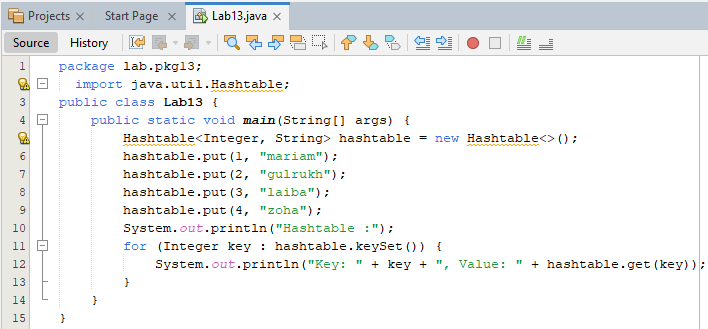 Projects × Start Page × Lab13.java ×
Source History
1 package lab.pkg13;
import java.util.Hashtable;
3 public class Lab13 {
4 public static void main(String[] args) {
Hashtable<Integer, String> hashtable = new Hashtable<>();
6 hashtable.put(1, "mariam");
7 hashtable.put(2, "gulrukh");
8 hashtable.put(3, "laiba");
9 hashtable.put(4, "zoha");
10 System.out.println("Hashtable :");
11 for (Integer key : hashtable.keySet()) {
12 System.out.println("Key: " + key + ", Value: " + hashtable.get(key));
13 }
14 }
15 }